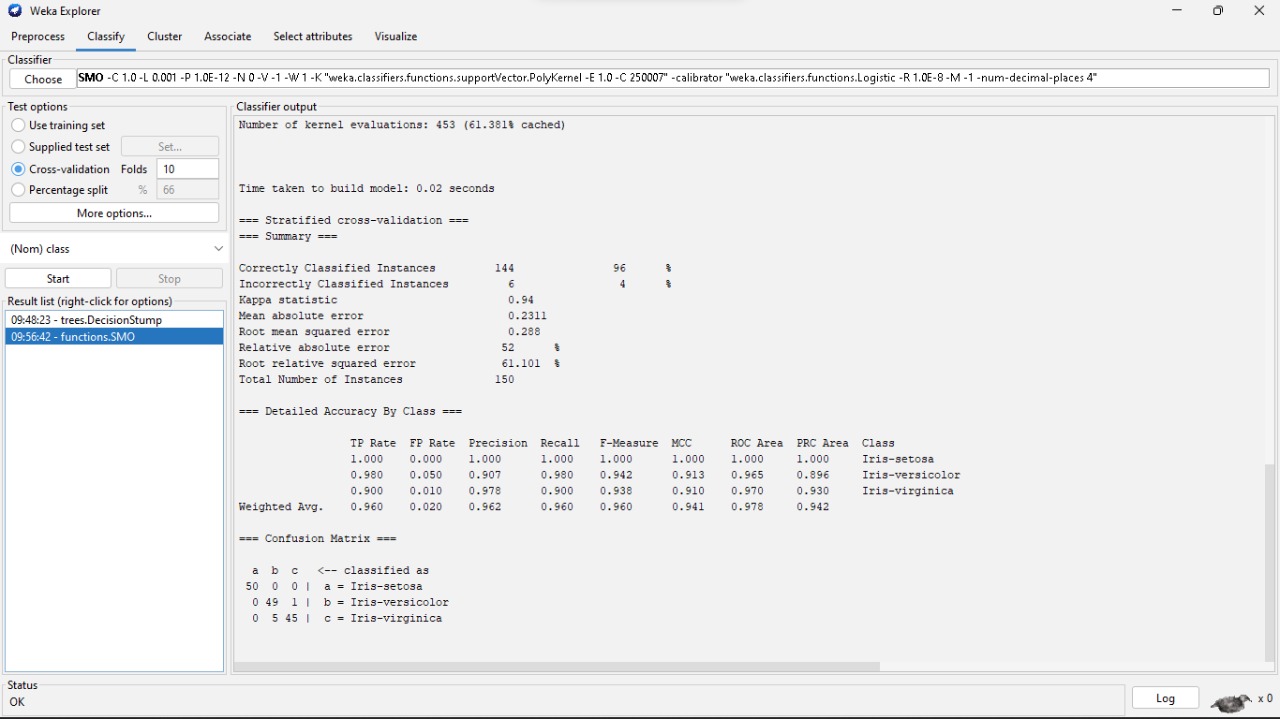 Weka Explorer
Preprocess Classify Cluster Associate Select attributes Visualize
Classifier
Choose SMO -C 1.0 -L 0.001 -P 1.0E-12 -N 0 -V -1 -W 1 -K "weka.classifiers.functions.supportVector.PolyKernel -E 1.0 -C 250007" -calibrator "weka.classifiers.functions.Logistic -R 1.0E-8 -M -1 -num-decimal-places 4"
Test options
Use training set
Supplied test set Set...
Cross-validation Folds 10
Percentage split % 66
More options...
(Nom) class
Start Stop
Result list (right-click for options)
09:48:23 - trees.DecisionStump
09:56:42 - functions.SMO
Classifier output
Number of kernel evaluations: 453 (61.381% cached)
Time taken to build model: 0.02 seconds
=== Stratified cross-validation ===
=== Summary ===
Correctly Classified Instances 144 96 %
Incorrectly Classified Instances 6 4 %
Kappa statistic 0.94
Mean absolute error 0.2311
Root mean squared error 0.288
Relative absolute error 52 %
Root relative squared error 61.101 %
Total Number of Instances 150
=== Detailed Accuracy By Class ===
TP Rate FP Rate Precision Recall F-Measure MCC ROC Area PRC Area Class
1.000 0.000 1.000 1.000 1.000 1.000 1.000 1.000 Iris-setosa
0.980 0.050 0.907 0.980 0.942 0.913 0.965 0.896 Iris-versicolor
0.900 0.010 0.978 0.900 0.938 0.910 0.970 0.930 Iris-virginica
Weighted Avg. 0.960 0.020 0.962 0.960 0.960 0.941 0.978 0.942
=== Confusion Matrix ===
a b c <-- classified as
50 0 0 | a = Iris-setosa
0 49 1 | b = Iris-versicolor
0 5 45 | c = Iris-virginica
Status
OK
Log x 0